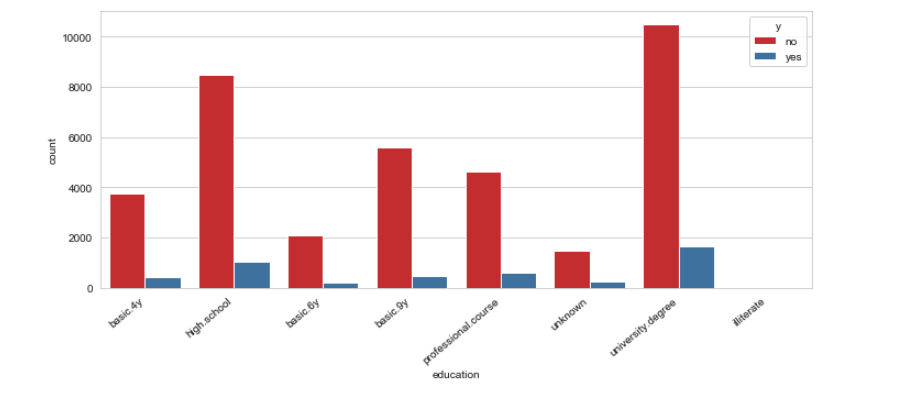 y
no
yes
10000
8000
6000
4000
2000
0
count
basic.4y
high.school
basic.6y
basic.9y
professional.course
unknown
university.degree
illiterate
education